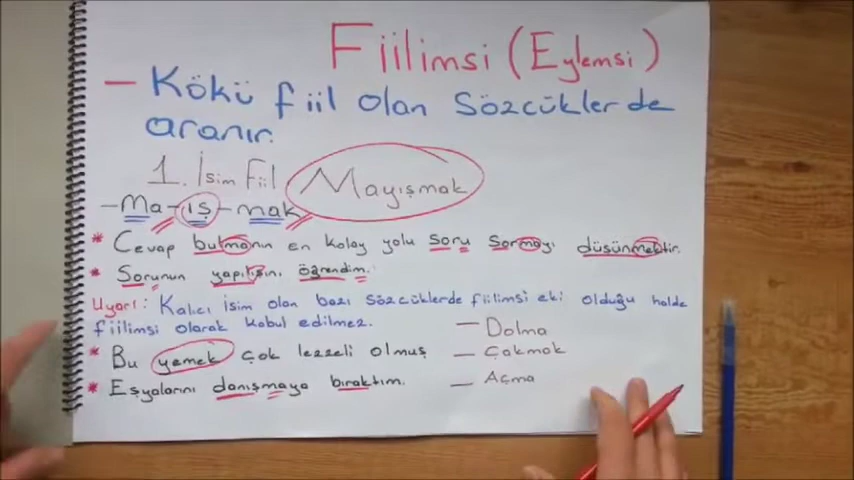 Fiilimsi (Eylemsi)
- Kökü fiil olan Sözcüklerde
aranır.
1. İsim Fiil Mayışmak
-Ma-ış-mak
* Cevap bulmanın en kolay yolu soru sormayı düşünmektir.
* Sorunun yapılışını öğrendim.
Uyarı: Kalıcı isim olan bazı sözcüklerde fiilimsi eki olduğu halde
fiilimsi olarak kabul edilmez.
- Dolma
* Bu yemek çok lezzeli olmuş
- Çakmak
* Eşyalarını danışmaya bıraktım.
- Açma